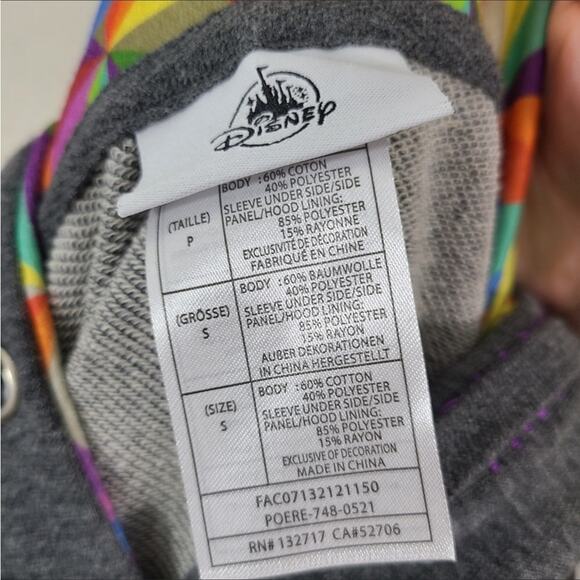 Disney
(TAILLE)
P
BODY :60% COTON
40% POLYESTER
SLEEVE UNDER SIDE/SIDE
PANEL/HOOD LINING:
85% POLYESTER
15% RAYONNE
EXCLUSIVITÉ DE DÉCORATION
FABRIQUÉ EN CHINE
(GRÖSSE)
S
BODY :60% BAUMWOLLE
40% POLYESTER
SLEEVE UNDER SIDE/SIDE
PANEL/HOOD LINING:
85% POLYESTER
15% RAYON
AUßER DEKORATIONEN
IN CHINA HERGESTELLT
(SIZE)
S
BODY :60% COTTON
40% POLYESTER
SLEEVE UNDER SIDE/SIDE
PANEL/HOOD LINING:
85% POLYESTER
15% RAYON
EXCLUSIVE OF DECORATION
MADE IN CHINA
FAC07132121150
POERE-748-0521
RN# 132717 CA#52706